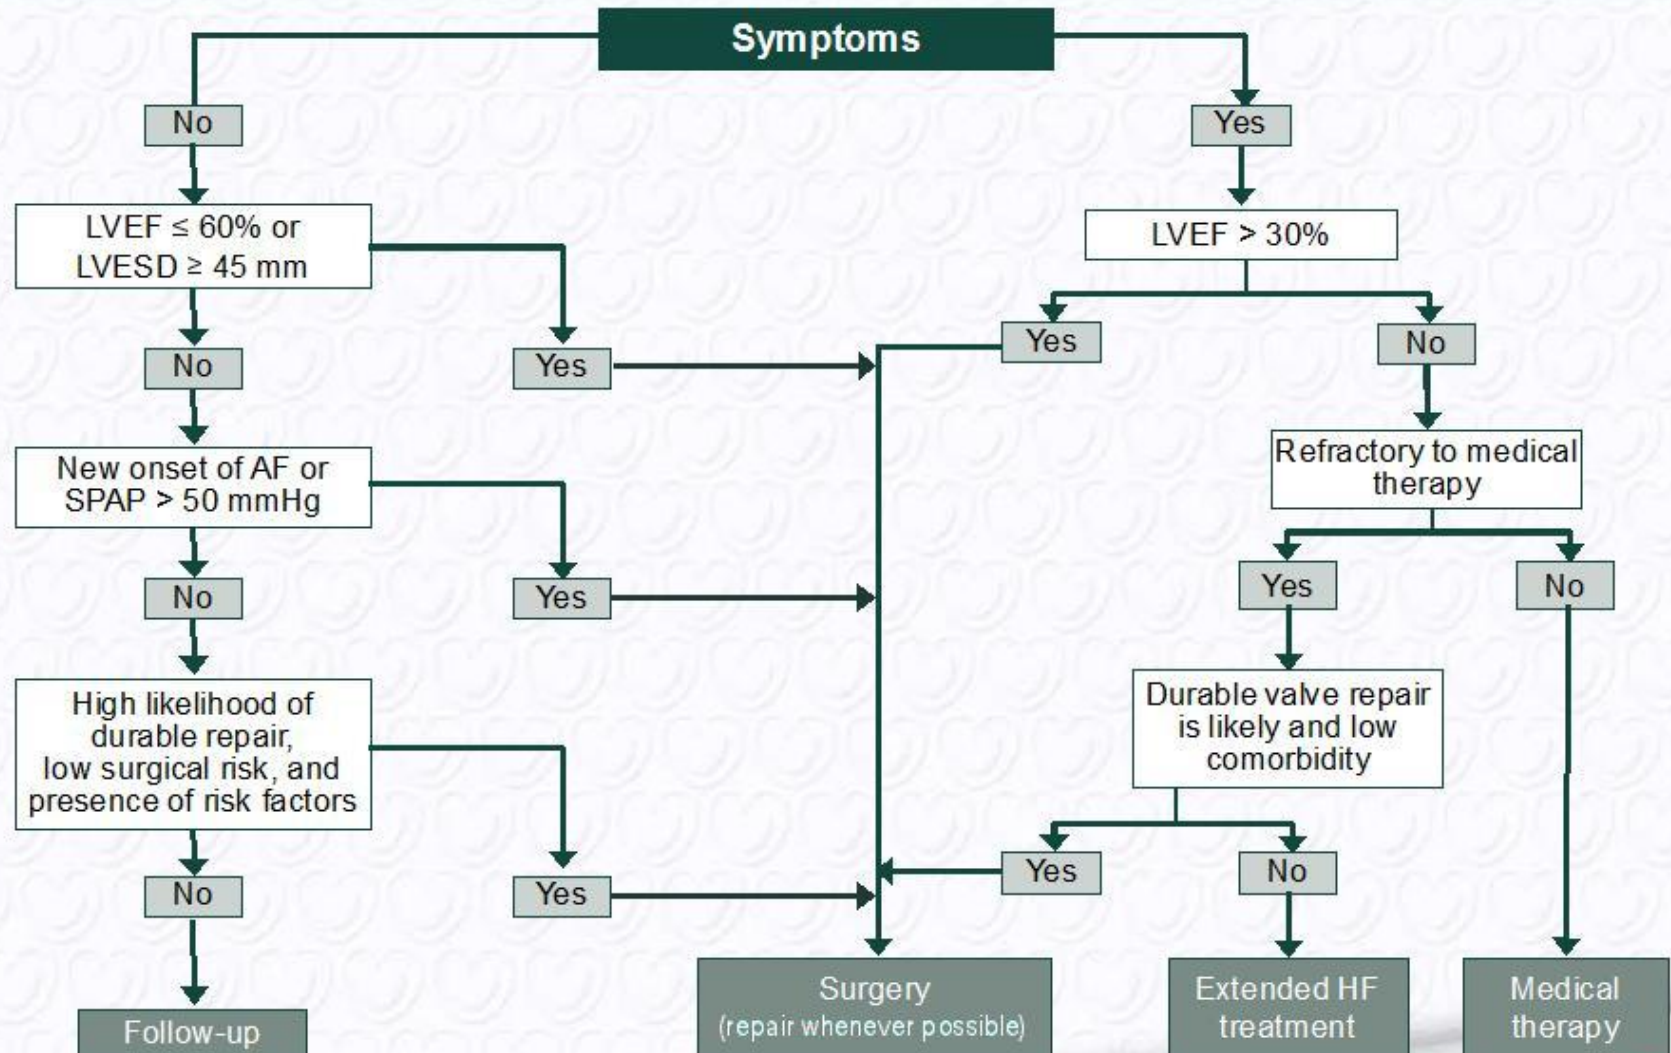 Symptoms
No
Yes
LVEF ≤ 60% or
LVESD ≥ 45 mm
LVEF > 30%
No
Yes
Yes
No
New onset of AF or
SPAP > 50 mmHg
Refractory to medical
therapy
No
Yes
Yes
No
High likelihood of
durable repair,
low surgical risk, and
presence of risk factors
Durable valve repair
is likely and low
comorbidity
No
Yes
Yes
No
Follow-up
Surgery
(repair whenever possible)
Extended HF
treatment
Medical
therapy